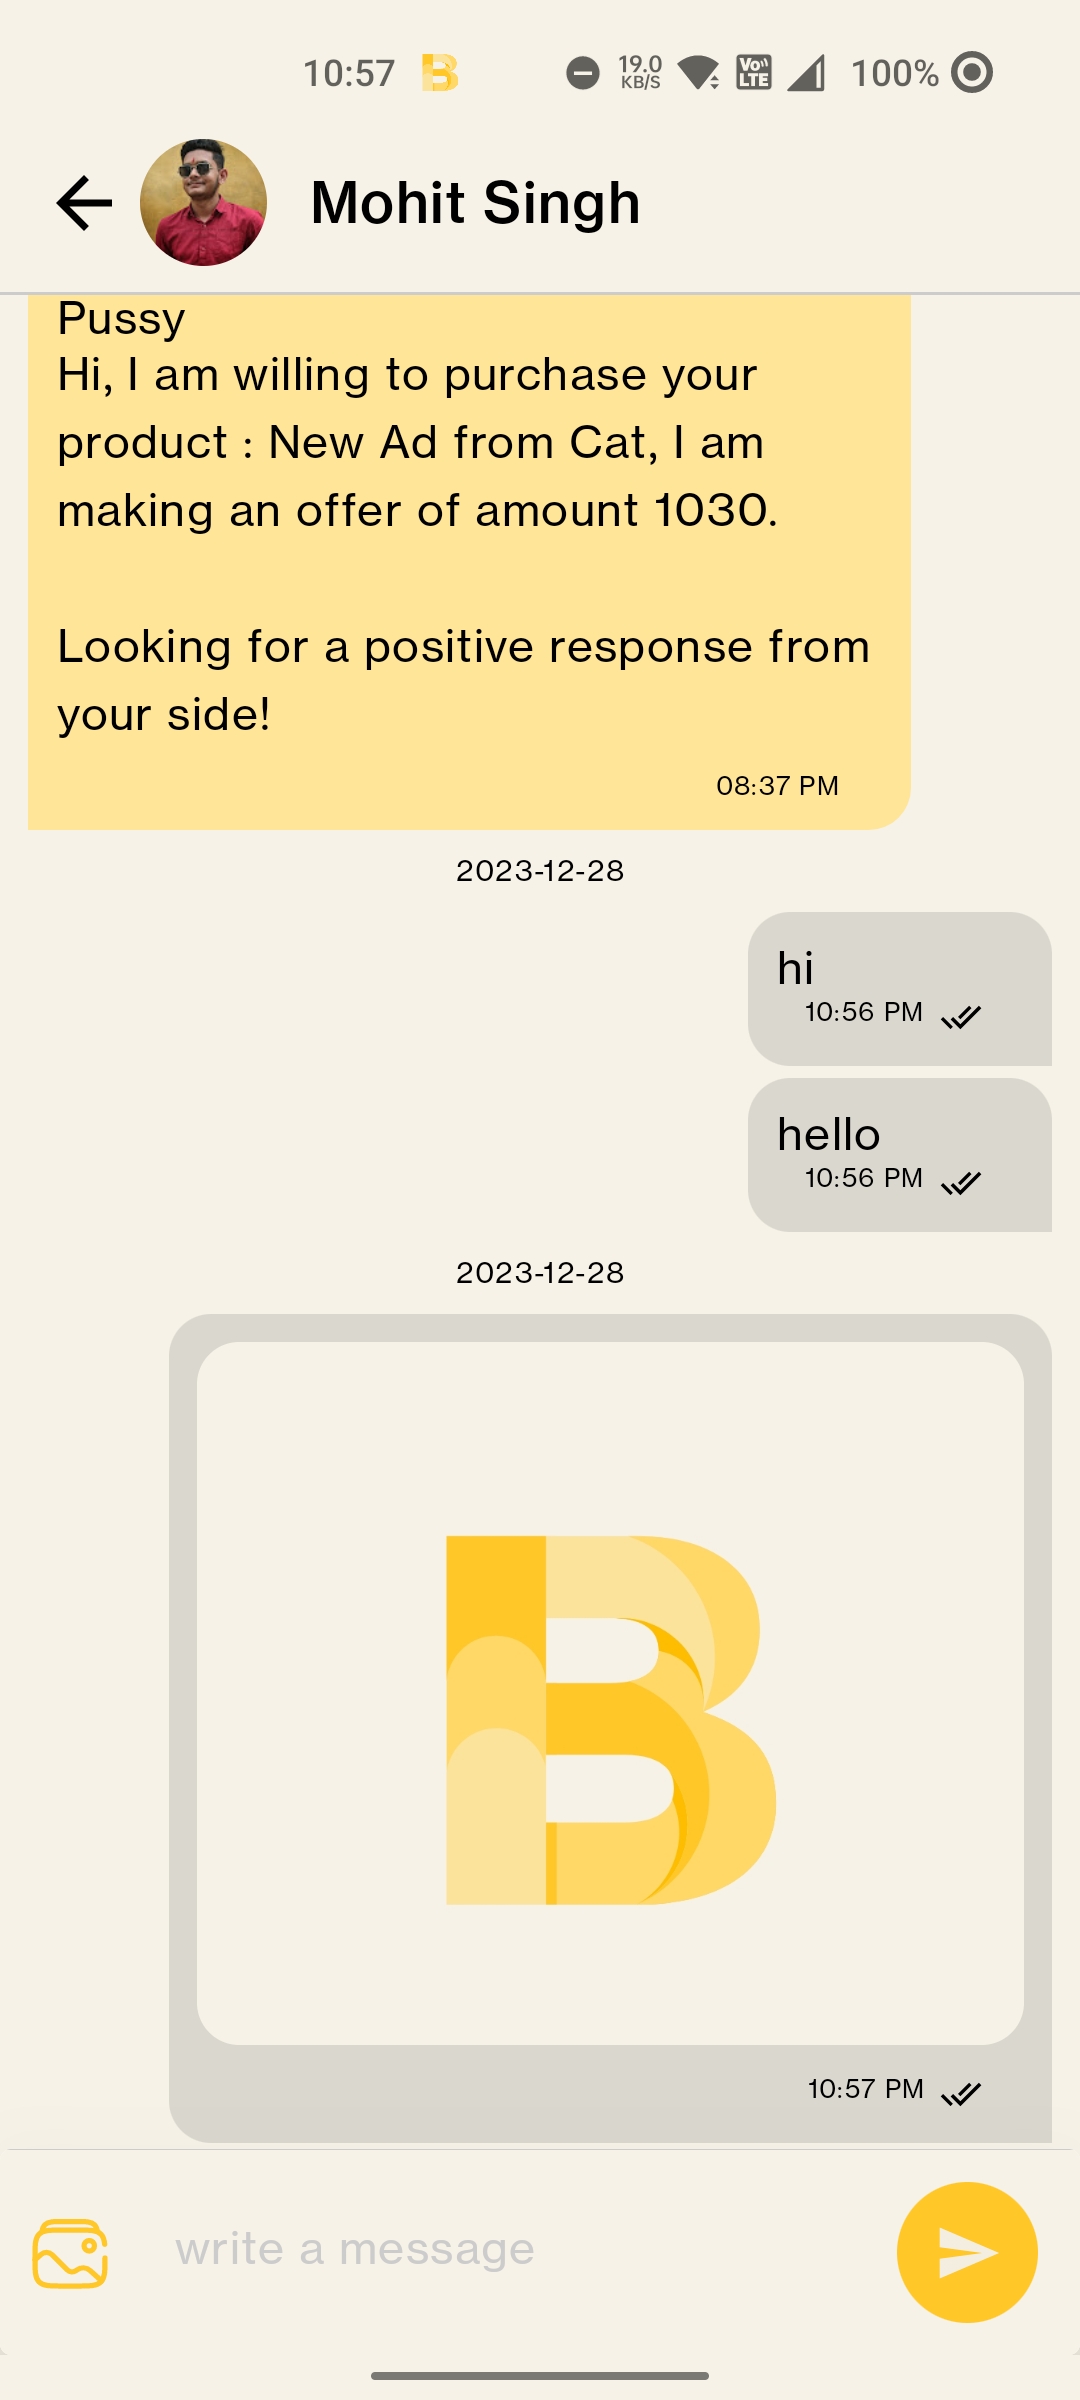 10:57
19.0
KB/S
Vo
LTE
100%
Mohit Singh
Pussy
Hi, I am willing to purchase your
product : New Ad from Cat, I am
making an offer of amount 1030.
Looking for a positive response from
your side!
08:37 PM
2023-12-28
hi
10:56 PM
hello
10:56 PM
2023-12-28
B
10:57 PM
write a message